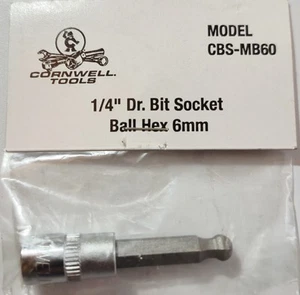 MODEL
CBS-MB60
CORNWELL.
TOOLS
1/4" Dr. Bit Socket
Ball Hex 6mm